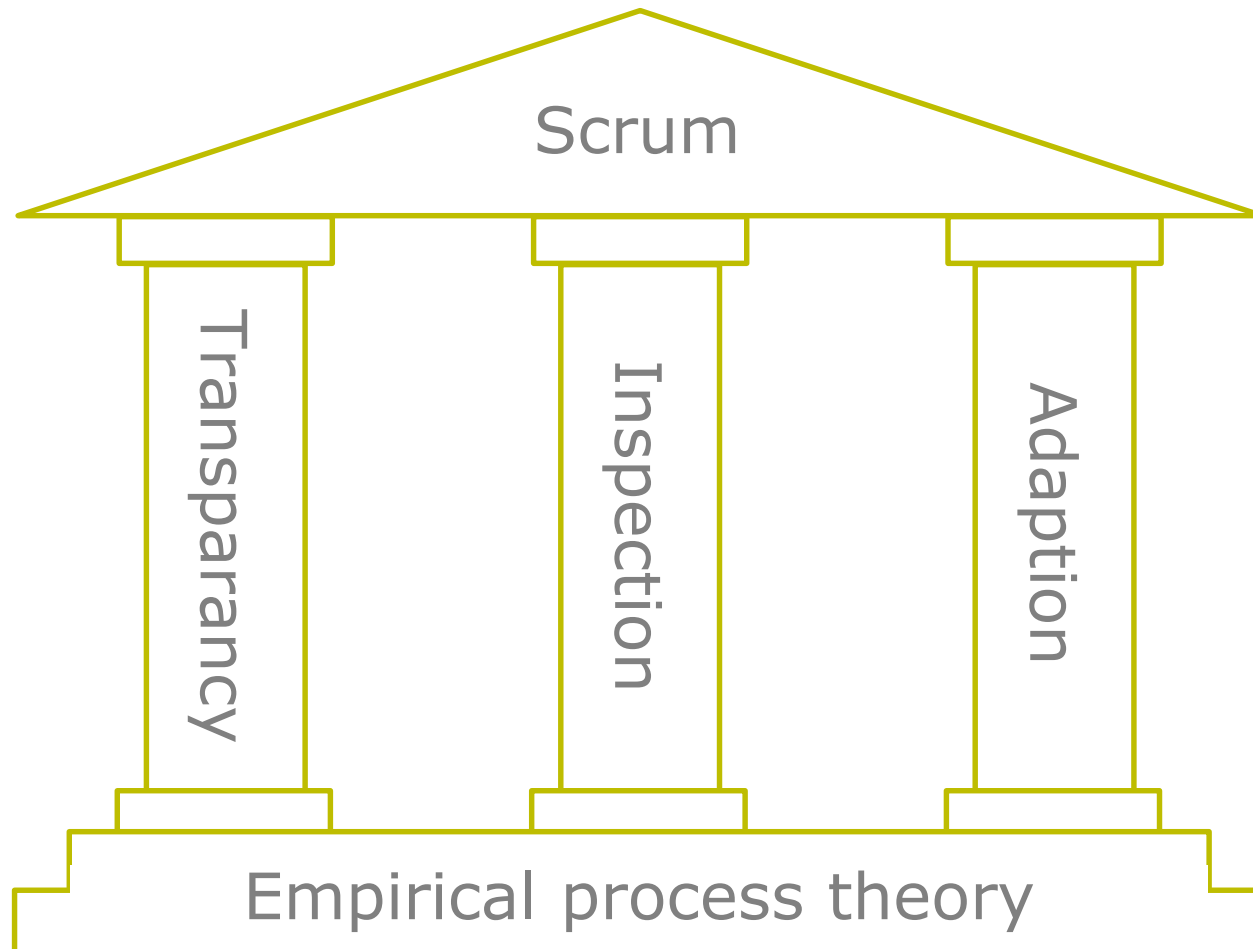 Scrum
Transparancy
Inspection
Adaption
Empirical process theory